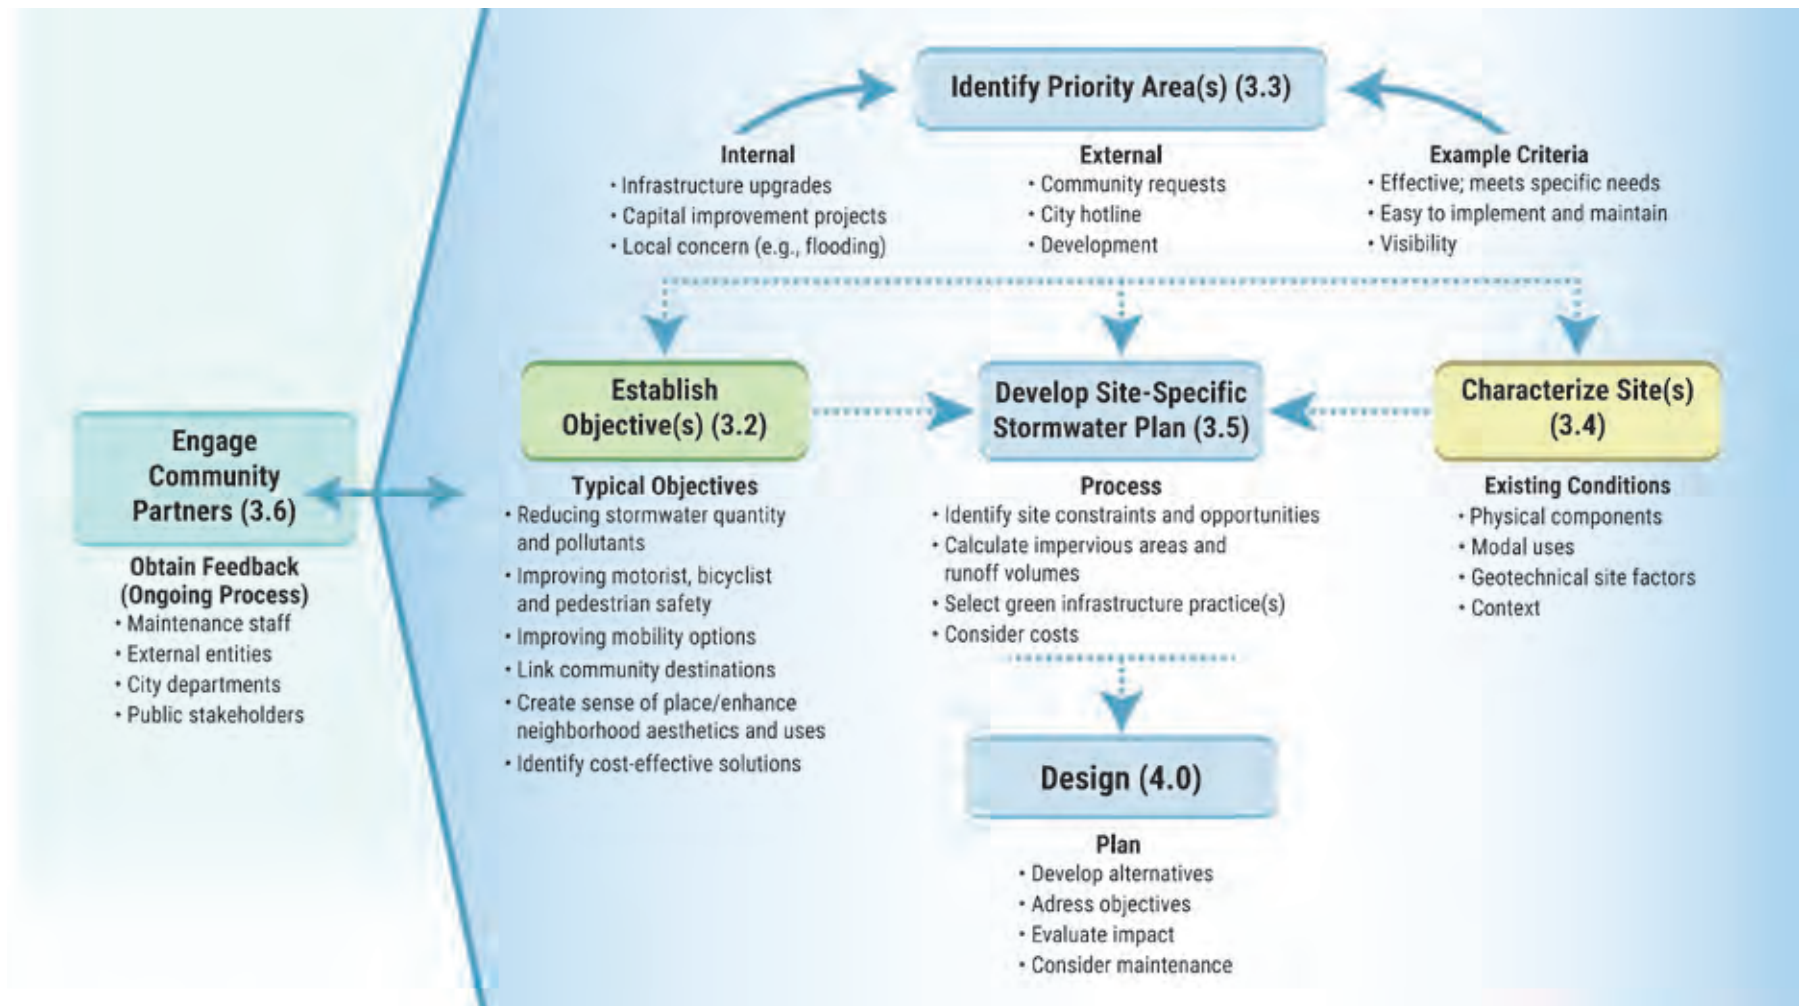 Identify Priority Area(s) (3.3)
Internal
• Infrastructure upgrades
• Capital improvement projects
• Local concern (e.g., flooding)
External
• Community requests
• City hotline
• Development
Example Criteria
• Effective; meets specific needs
• Easy to implement and maintain
• Visibility
Engage
Community
Partners (3.6)
Obtain Feedback
(Ongoing Process)
• Maintenance staff
• External entities
• City departments
• Public stakeholders
Establish
Objective(s) (3.2)
Typical Objectives
• Reducing stormwater quantity
and pollutants
• Improving motorist, bicyclist
and pedestrian safety
• Improving mobility options
• Link community destinations
• Create sense of place/enhance
neighborhood aesthetics and uses
• Identify cost-effective solutions
Develop Site-Specific
Stormwater Plan (3.5)
Process
• Identify site constraints and opportunities
• Calculate impervious areas and
runoff volumes
• Select green infrastructure practice(s)
• Consider costs
Characterize Site(s)
(3.4)
Existing Conditions
• Physical components
• Modal uses
• Geotechnical site factors
• Context
Design (4.0)
Plan
• Develop alternatives
• Adress objectives
• Evaluate impact
• Consider maintenance